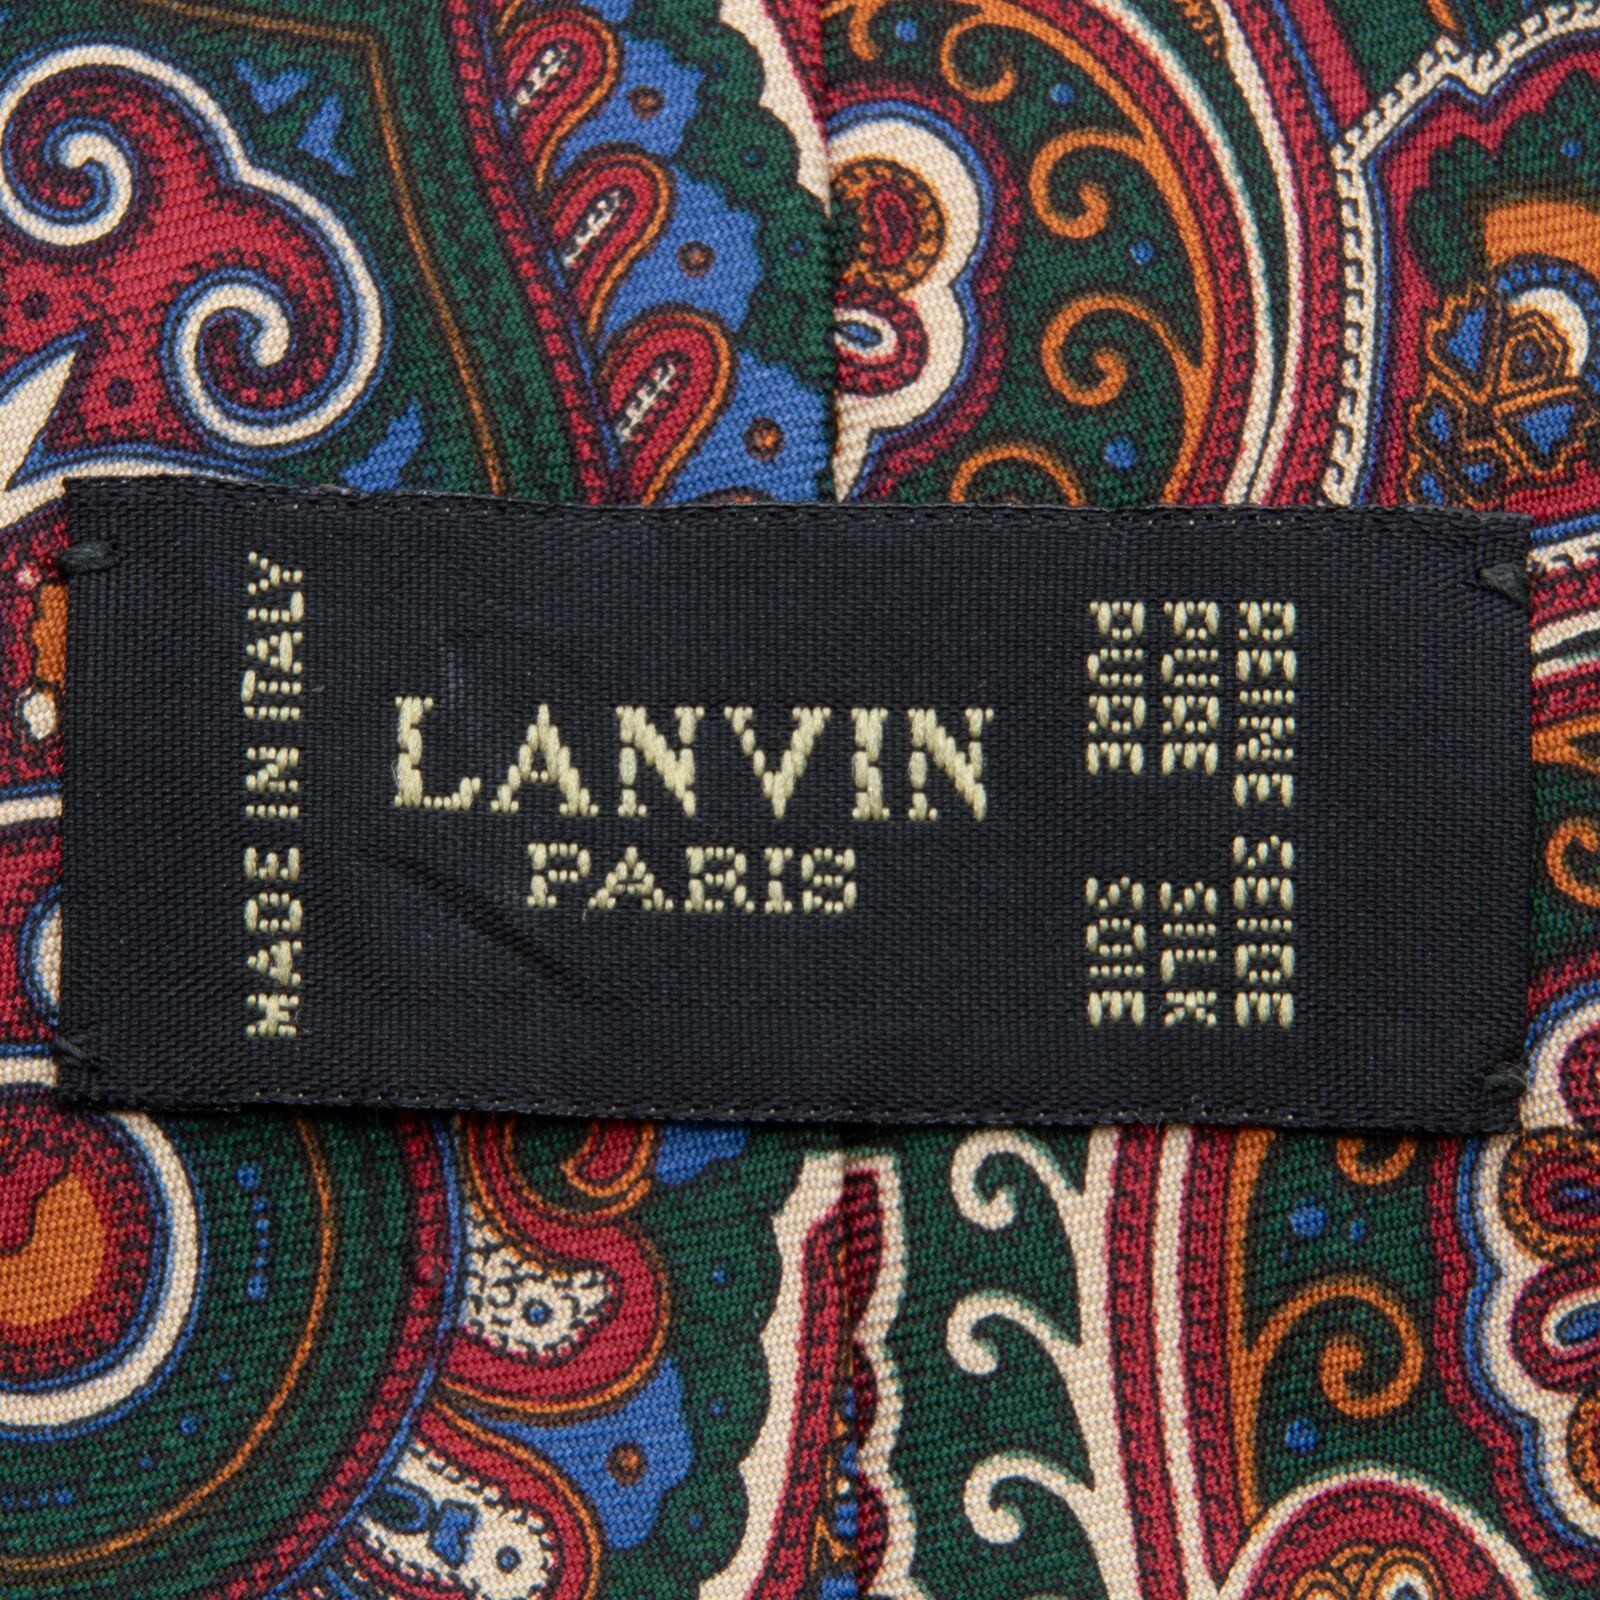 MADE IN ITALY
LANVIN
PARIS
PURE SOIE
PURE SILK
REINE SEIDE